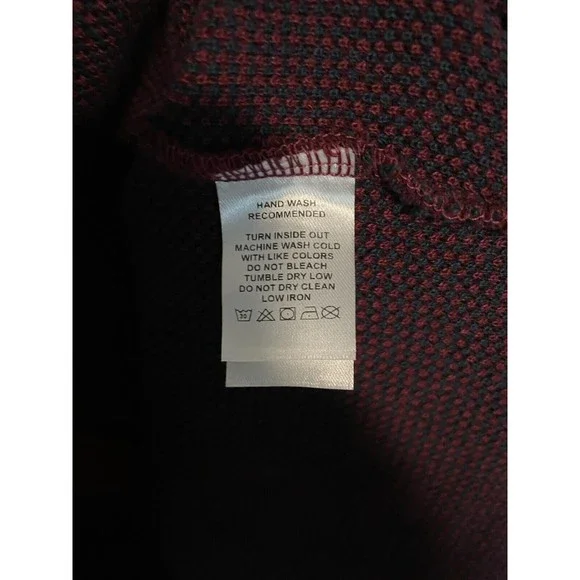 HAND WASH
RECOMMENDED
TURN INSIDE OUT
MACHINE WASH COLD
WITH LIKE COLORS
DO NOT BLEACH
TUMBLE DRY LOW
DO NOT DRY CLEAN
LOW IRON
30